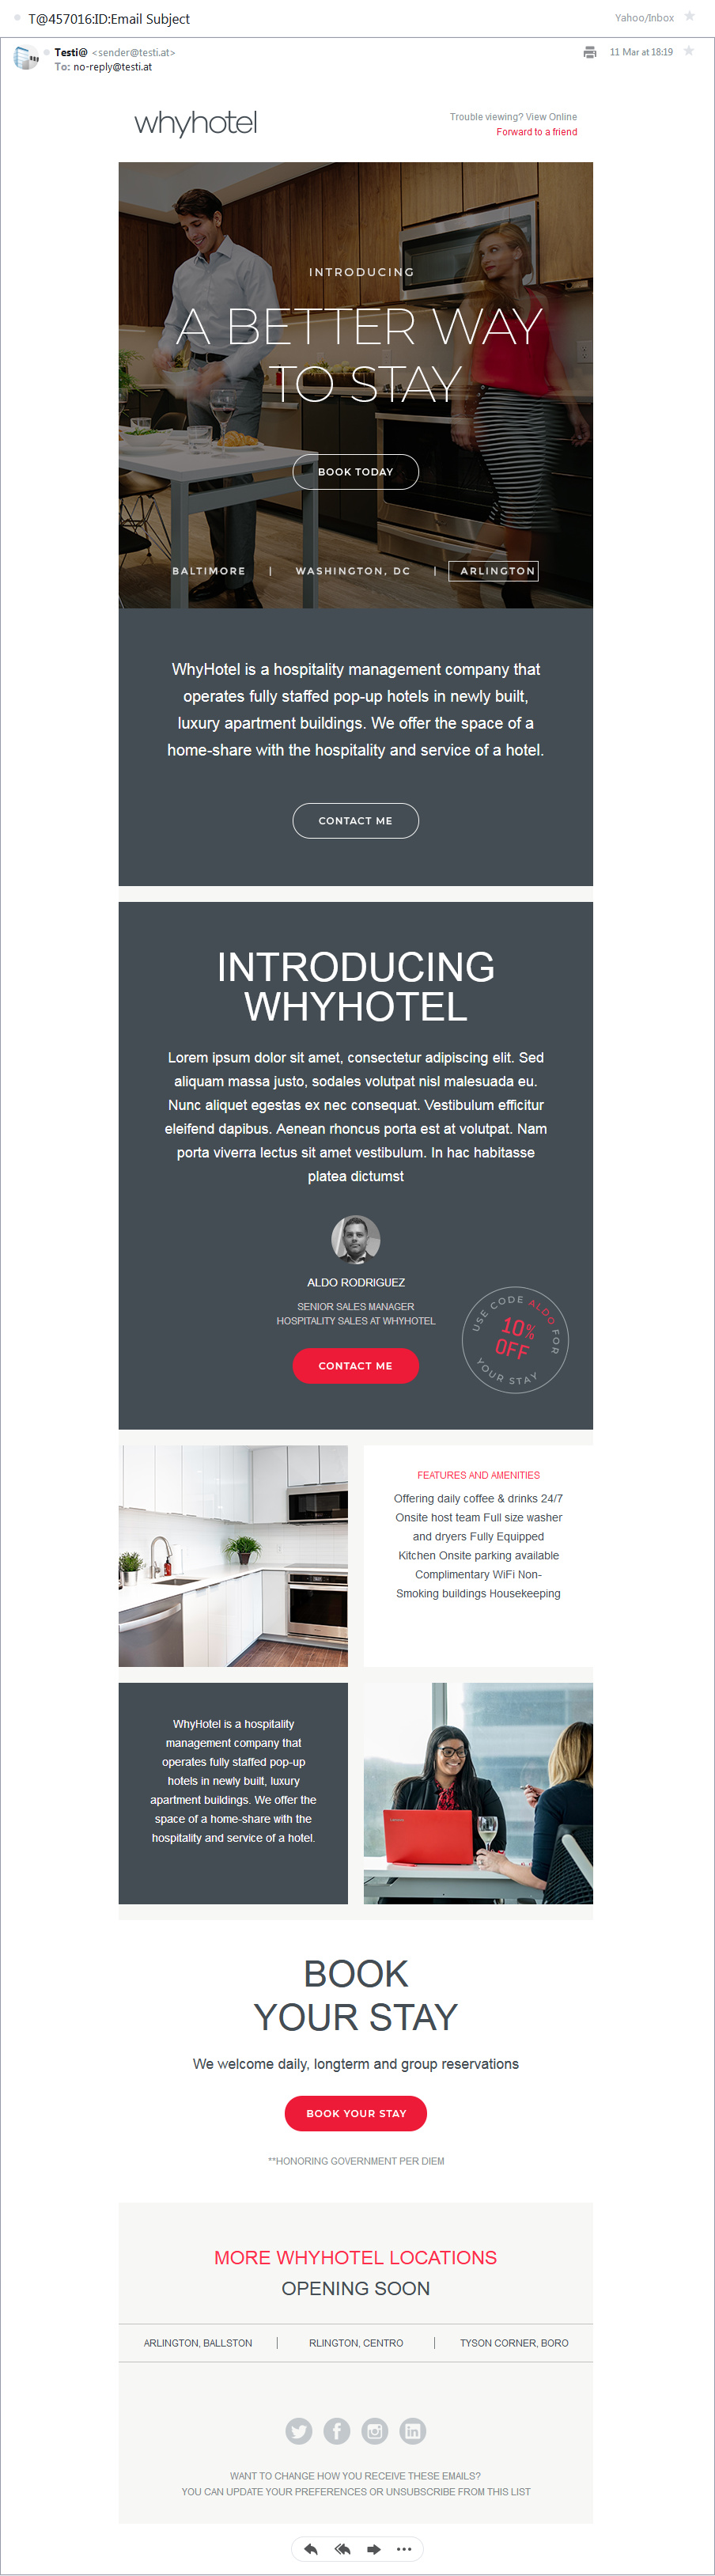 T@457016:ID:Email Subject
Yahoo/Inbox
Testi@ <sender@testi.at>
11 Mar at 18:19
To: no-reply@testi.at
whyhotel
Trouble viewing? View Online
Forward to a friend
INTRODUCING
A BETTER WAY
TO STAY
BOOK TODAY
BALTIMORE | WASHINGTON, DC | ARLINGTON
WhyHotel is a hospitality management company that
operates fully staffed pop-up hotels in newly built,
luxury apartment buildings. We offer the space of a
home-share with the hospitality and service of a hotel.
CONTACT ME
INTRODUCING
WHYHOTEL
Lorem ipsum dolor sit amet, consectetur adipiscing elit. Sed
aliquam massa justo, sodales volutpat nisl malesuada eu.
Nunc aliquet egestas ex nec consequat. Vestibulum efficitur
eleifend dapibus. Aenean rhoncus porta est at volutpat. Nam
porta viverra lectus sit amet vestibulum. In hac habitasse
platea dictumst
ALDO RODRIGUEZ
SENIOR SALES MANAGER
HOSPITALITY SALES AT WHYHOTEL
CONTACT ME
USE CODE ALDO FOR
10%
OFF
YOUR STAY
FEATURES AND AMENITIES
Offering daily coffee & drinks 24/7
Onsite host team Full size washer
and dryers Fully Equipped
Kitchen Onsite parking available
Complimentary WiFi Non-
Smoking buildings Housekeeping
WhyHotel is a hospitality
management company that
operates fully staffed pop-up
hotels in newly built, luxury
apartment buildings. We offer the
space of a home-share with the
hospitality and service of a hotel.
BOOK
YOUR STAY
We welcome daily, longterm and group reservations
BOOK YOUR STAY
**HONORING GOVERNMENT PER DIEM
MORE WHYHOTEL LOCATIONS
OPENING SOON
ARLINGTON, BALLSTON | RLINGTON, CENTRO | TYSON CORNER, BORO
WANT TO CHANGE HOW YOU RECEIVE THESE EMAILS?
YOU CAN UPDATE YOUR PREFERENCES OR UNSUBSCRIBE FROM THIS LIST